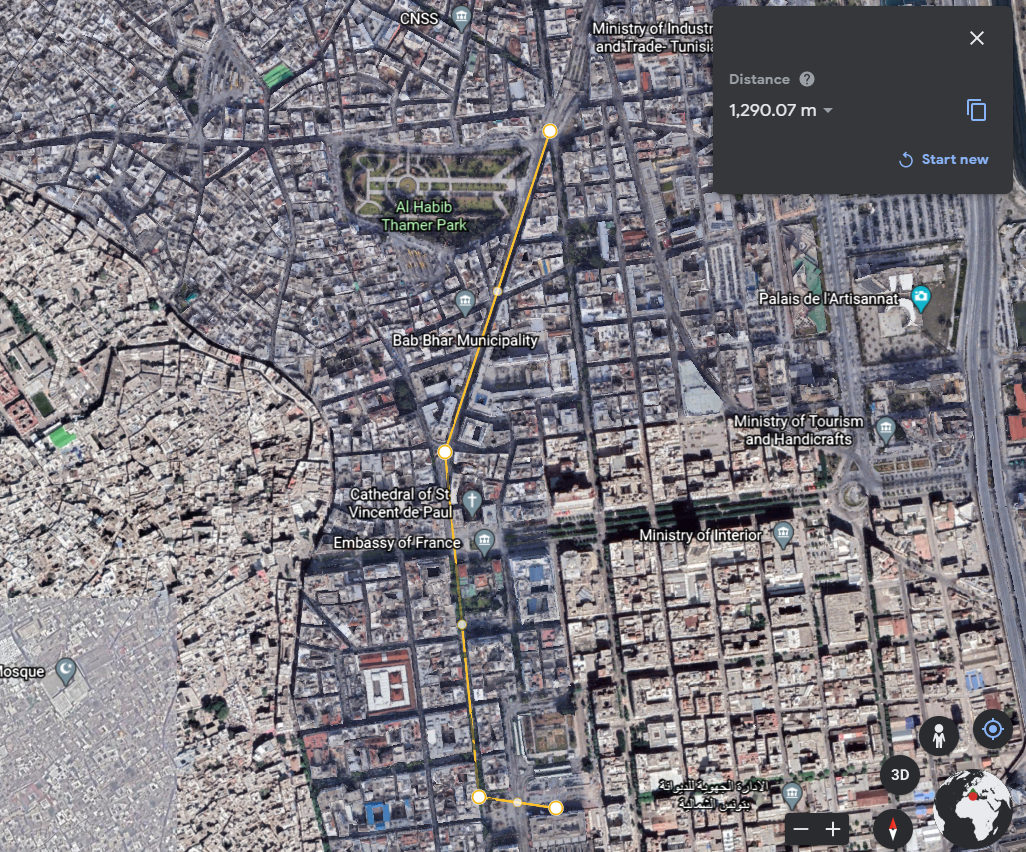 CNSS
Ministry of Industr
and Trade- Tunisia
Distance
1,290.07 m
Start new
Al Habib
Thamer Park
Palais de l'Artisannat
Bab Bhar Municipality
Ministry of Tourism
and Handicrafts
Cathedral of St
Vincent de Paul
Embassy of France
Ministry of Interior
Mosque
3D
الادارة الجهوية للديوانة
بتونس الشمالية